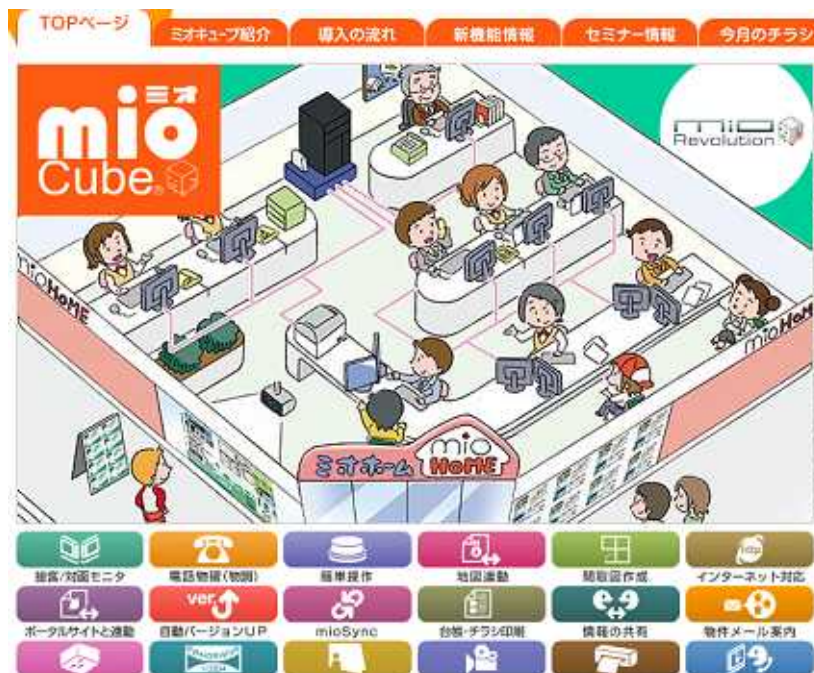 TOPページ
ミオキューブ紹介
導入の流れ
新機能情報
セミナー情報
今月のチラシ
ミオ
mio
Cube®
mio
Revolution
mioHOME
mioHOM
ミオホーム
mio
HOME
接客/対面モニタ
電話物確(物調)
簡単操作
地図連動
間取図作成
http
インターネット対応
ポータルサイトと連動
ver.
自動バージョンUP
mioSync
台帳・チラシ印刷
情報の共有
物件メール案内